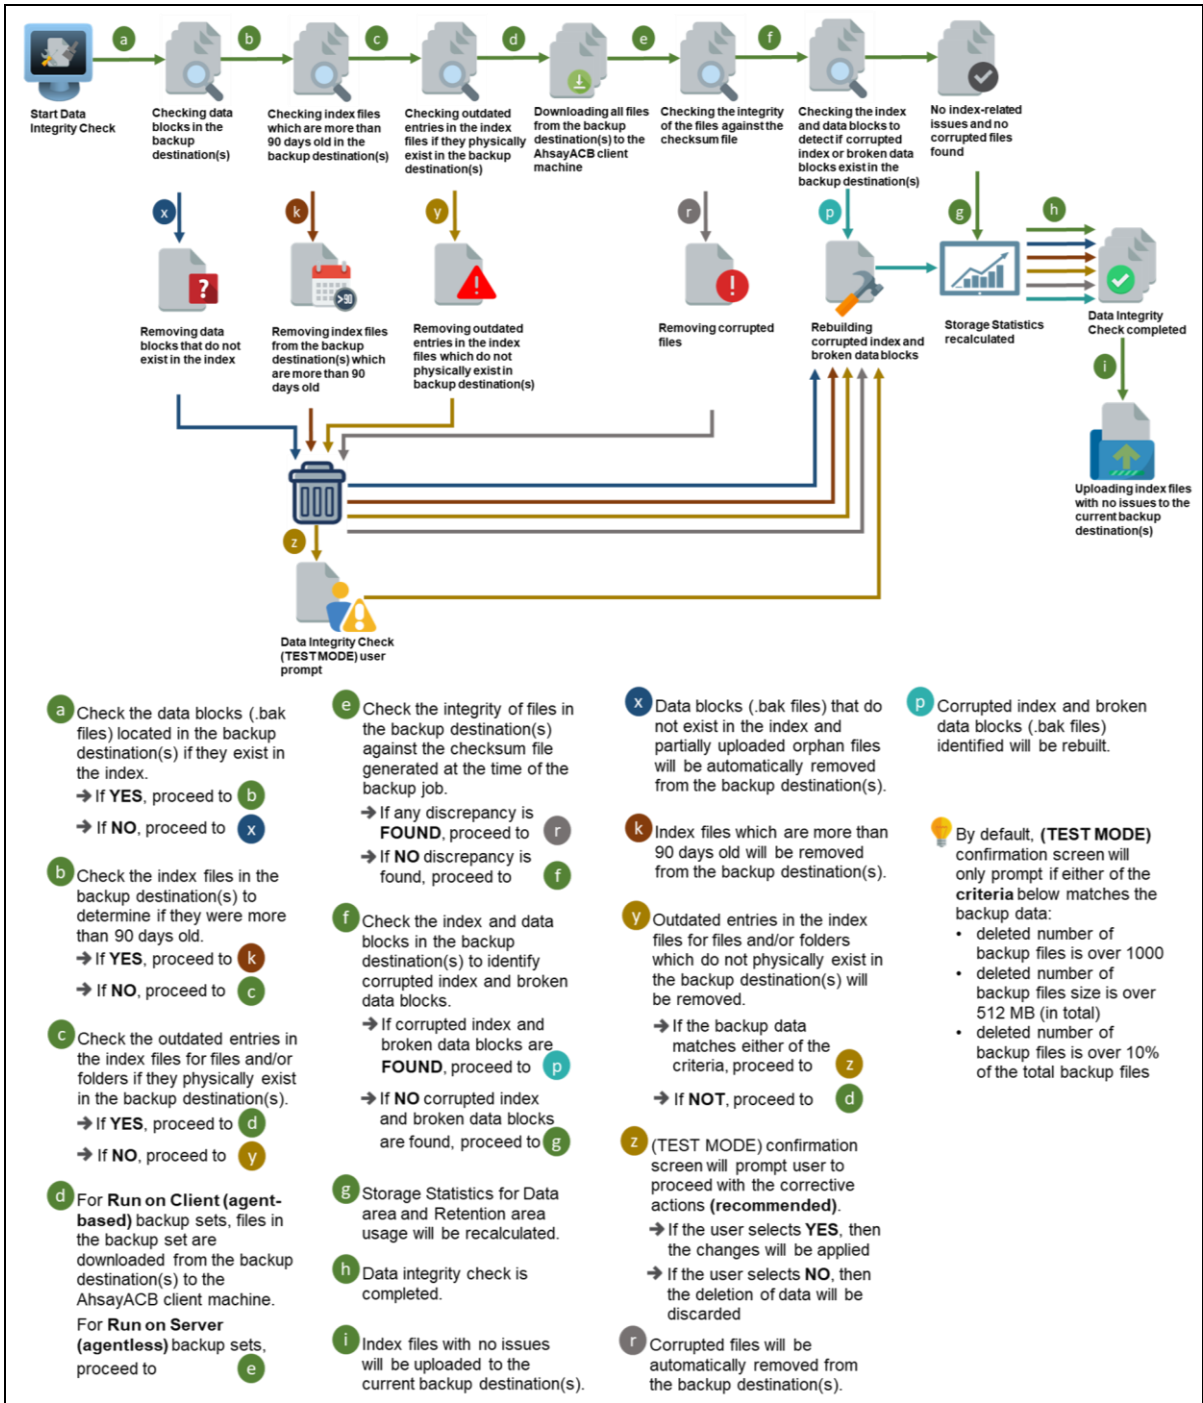 a
b
c
d
e
f
Start Data
Integrity Check
Checking data
blocks in the
backup
destination(s)
Checking index files
which are more than
90 days old in the
backup destination(s)
Checking outdated
entries in the index
files if they physically
exist in the backup
destination(s)
Downloading all files
from the backup
destination(s) to the
AhsayACB client
machine
Checking the integrity
of the files against the
checksum file
Checking the index
and data blocks to
detect if corrupted
index or broken data
blocks exist in the
backup destination(s)
No index-related
issues and no
corrupted files
found
x
k
y
r
p
g
h
?
>90
!
!
Removing data
blocks that do not
exist in the index
Removing index files
from the backup
destination(s) which
are more than 90
days old
Removing outdated
entries in the index
files which do not
physically exist in
backup destination(s)
Removing corrupted
files
Rebuilding
corrupted index and
broken data blocks
Storage Statistics
recalculated
Data Integrity
Check completed
i
Uploading index files
with no issues to the
current backup
destination(s)
z
!
Data Integrity Check
(TEST MODE) user
prompt
a Check the data blocks (.bak
files) located in the backup
destination(s) if they exist in
the index.
➔ If YES, proceed to b
➔ If NO, proceed to x
b Check the index files in the
backup destination(s) to
determine if they were more
than 90 days old.
➔ If YES, proceed to k
➔ If NO, proceed to c
c Check the outdated entries in
the index files for files and/or
folders if they physically exist
in the backup destination(s).
➔ If YES, proceed to d
➔ If NO, proceed to y
d For Run on Client (agent-
based) backup sets, files in
the backup set are
downloaded from the backup
destination(s) to the
AhsayACB client machine.
For Run on Server
(agentless) backup sets,
proceed to e
e Check the integrity of files in
the backup destination(s)
against the checksum file
generated at the time of the
backup job.
➔ If any discrepancy is
FOUND, proceed to r
➔ If NO discrepancy is
found, proceed to f
f Check the index and data
blocks in the backup
destination(s) to identify
corrupted index and broken
data blocks.
➔ If corrupted index and
broken data blocks are
FOUND, proceed to p
➔ If NO corrupted index
and broken data blocks
are found, proceed to g
g Storage Statistics for Data
area and Retention area
usage will be recalculated.
h Data integrity check is
completed.
i Index files with no issues
will be uploaded to the
current backup destination(s).
x Data blocks (.bak files) that do
not exist in the index and
partially uploaded orphan files
will be automatically removed
from the backup destination(s).
k Index files which are more than
90 days old will be removed
from the backup destination(s).
y Outdated entries in the index
files for files and/or folders
which do not physically exist in
the backup destination(s) will
be removed.
➔ If the backup data
matches either of the
criteria, proceed to z
➔ If NOT, proceed to d
z (TEST MODE) confirmation
screen will prompt user to
proceed with the corrective
actions (recommended).
➔ If the user selects YES, then
the changes will be applied
➔ If the user selects NO, then
the deletion of data will be
discarded
r Corrupted files will be
automatically removed from
the backup destination(s).
p Corrupted index and broken
data blocks (.bak files)
identified will be rebuilt.
By default, (TEST MODE)
confirmation screen will
only prompt if either of the
criteria below matches the
backup data:
• deleted number of
backup files is over 1000
• deleted number of
backup files size is over
512 MB (in total)
• deleted number of
backup files is over 10%
of the total backup files